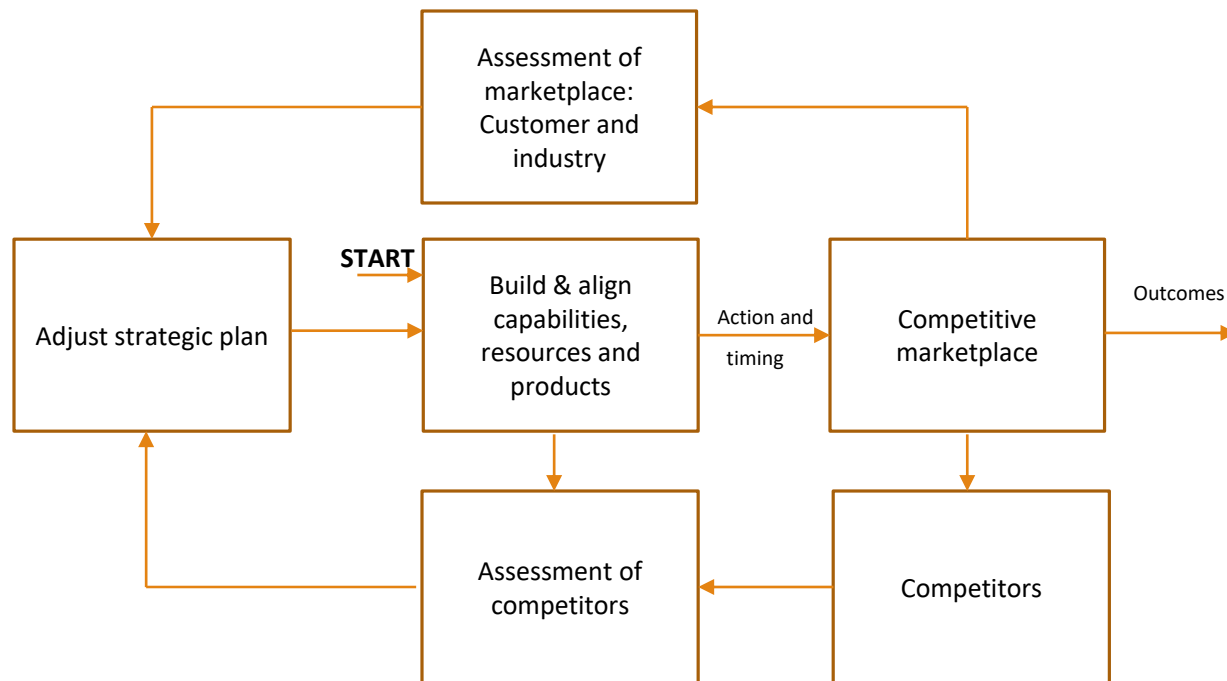 Assessment of
marketplace:
Customer and
industry
START
Adjust strategic plan
Build & align
capabilities,
resources and
products
Action and
timing
Competitive
marketplace
Outcomes
Assessment of
competitors
Competitors